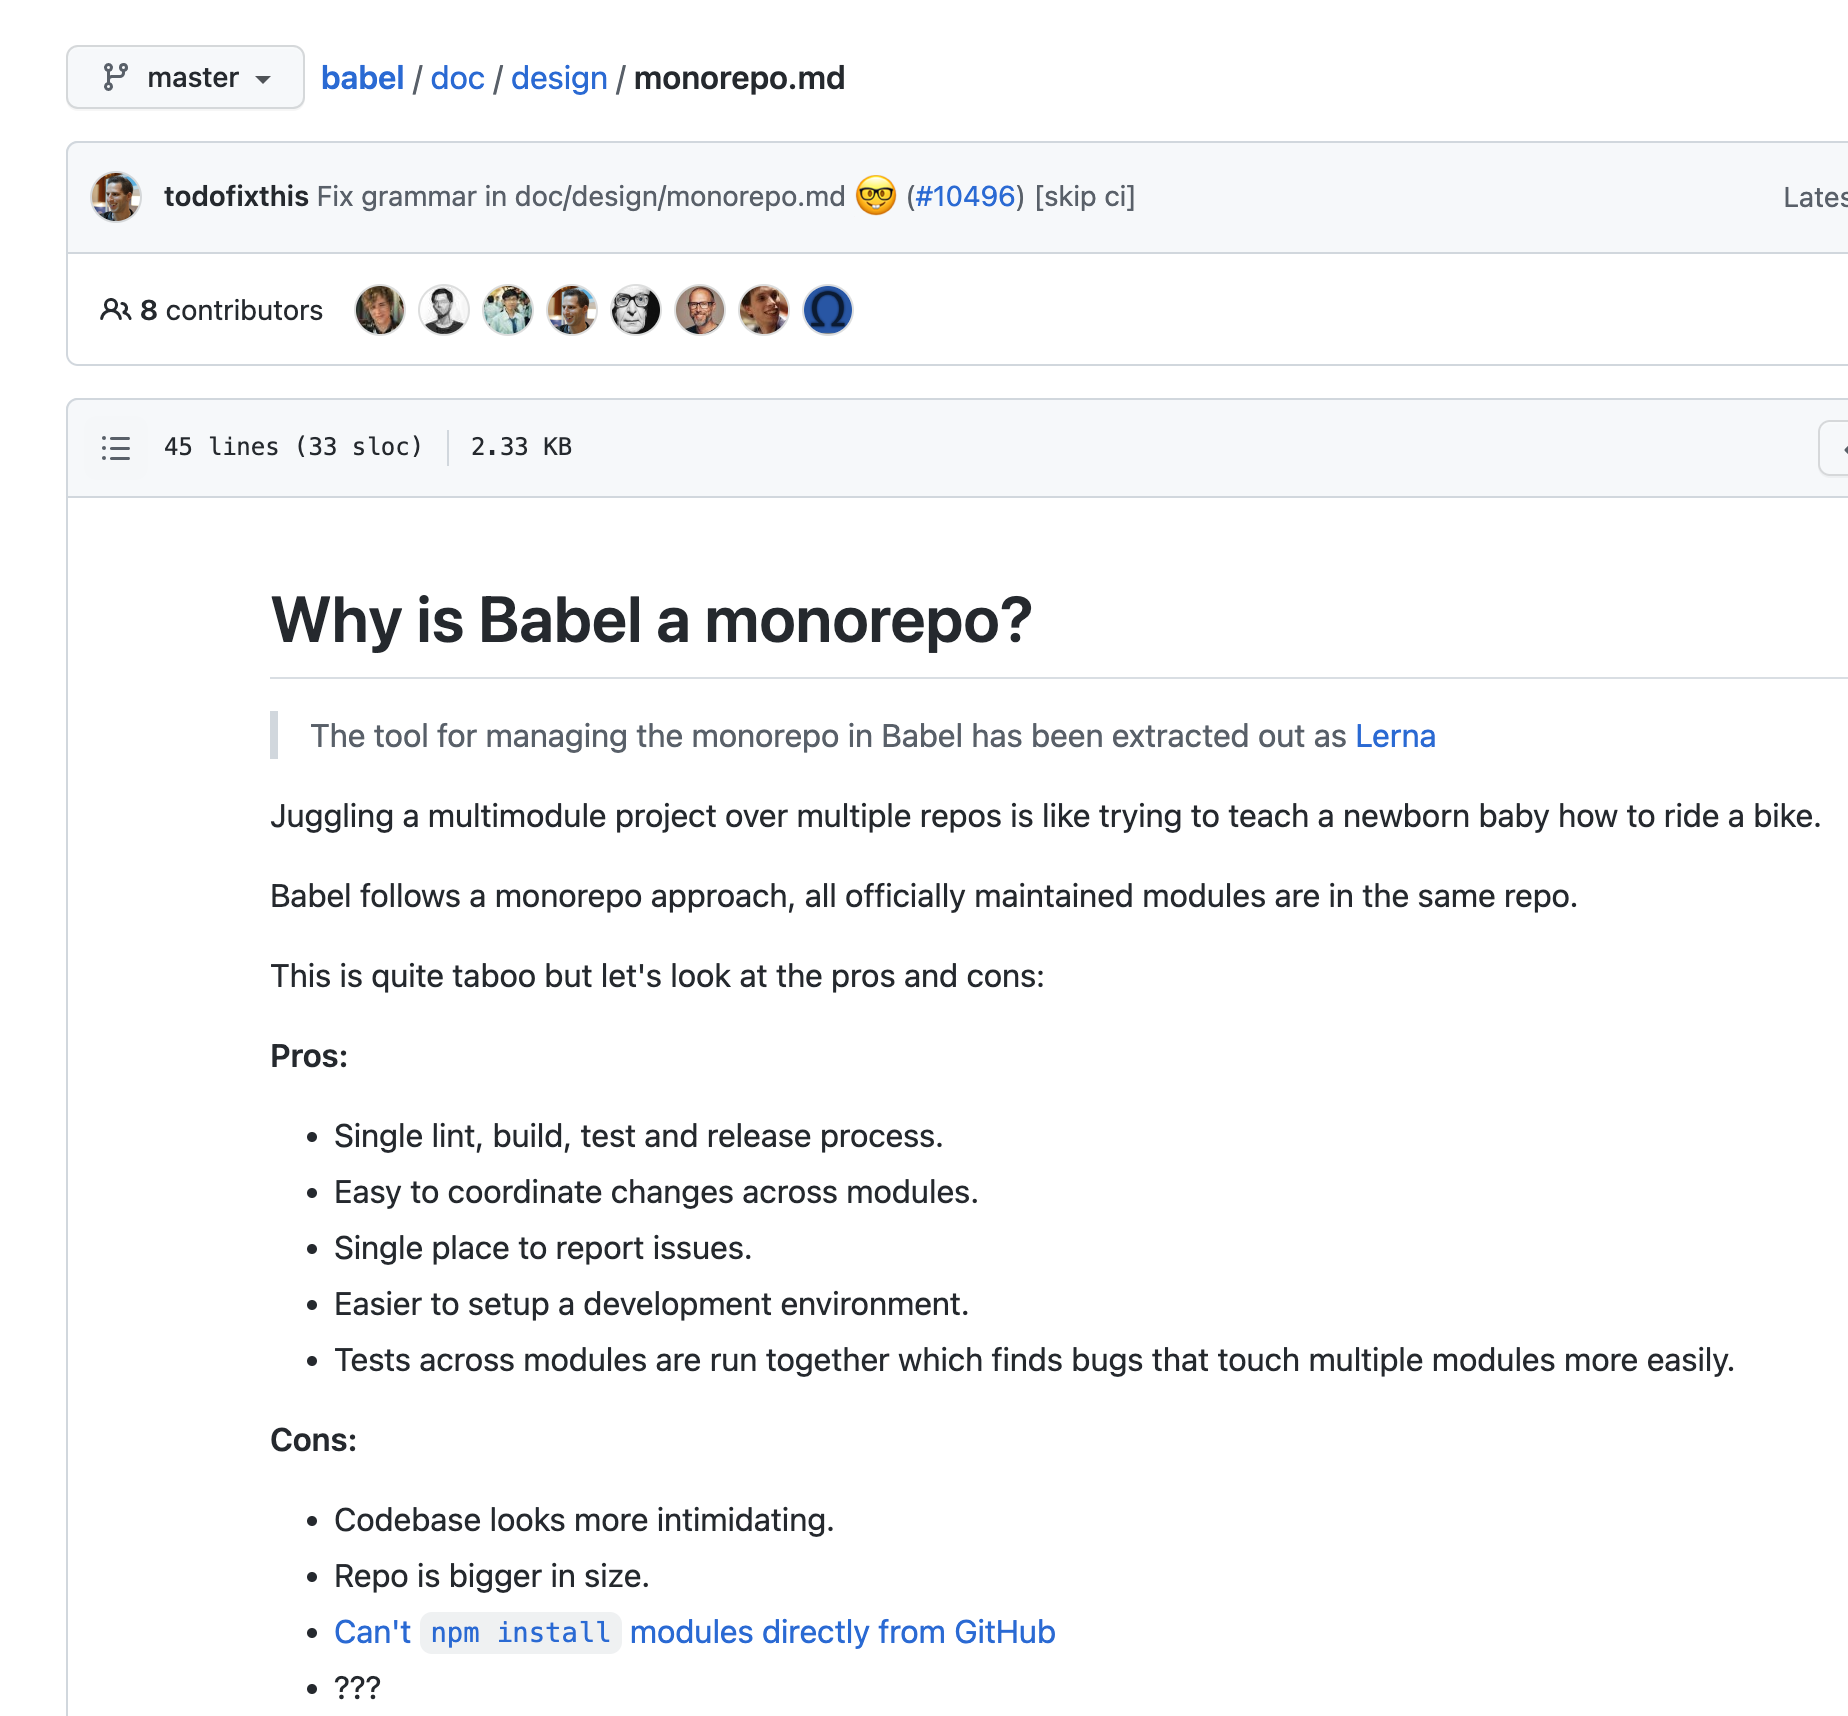 master babel / doc / design / monorepo.md
todofixthis Fix grammar in doc/design/monorepo.md 🤓 (#10496) [skip ci]
8 contributors
45 lines (33 sloc) 2.33 KB
Why is Babel a monorepo?
The tool for managing the monorepo in Babel has been extracted out as Lerna
Juggling a multimodule project over multiple repos is like trying to teach a newborn baby how to ride a bike.
Babel follows a monorepo approach, all officially maintained modules are in the same repo.
This is quite taboo but let's look at the pros and cons:
Pros:
• Single lint, build, test and release process.
• Easy to coordinate changes across modules.
• Single place to report issues.
• Easier to setup a development environment.
• Tests across modules are run together which finds bugs that touch multiple modules more easily.
Cons:
• Codebase looks more intimidating.
• Repo is bigger in size.
• Can't npm install modules directly from GitHub
• ???